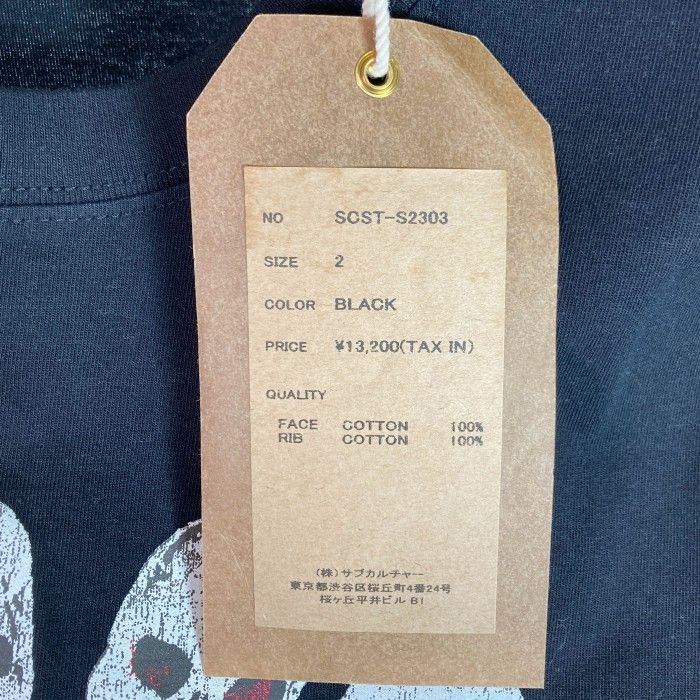 NO SCST-S2303
SIZE 2
COLOR BLACK
PRICE ¥13,200(TAX IN)
QUALITY
FACE COTTON 100%
RIB COTTON 100%
(株)サブカルチャー
東京都渋谷区桜丘町4番24号
桜ヶ丘平井ビル B1